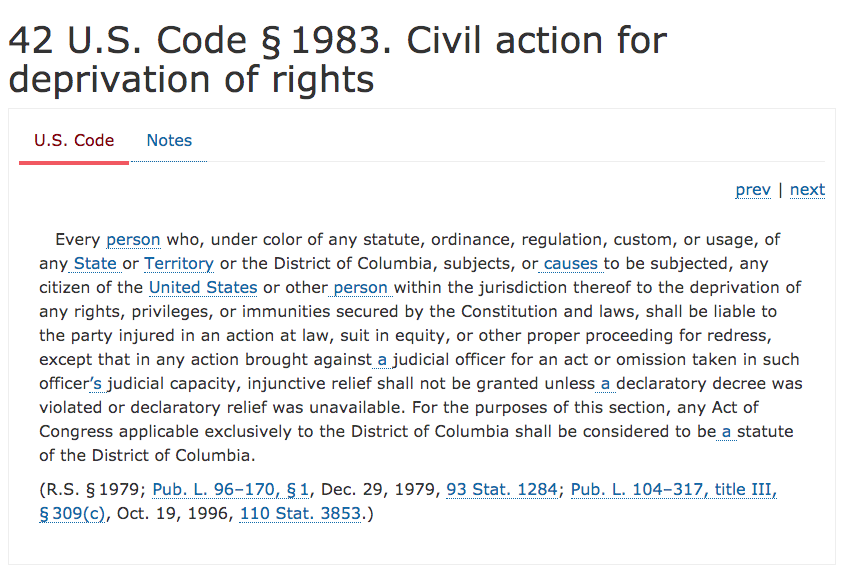 42 U.S. Code § 1983. Civil action for
deprivation of rights
U.S. Code Notes
prev | next
Every person who, under color of any statute, ordinance, regulation, custom, or usage, of
any State or Territory or the District of Columbia, subjects, or causes to be subjected, any
citizen of the United States or other person within the jurisdiction thereof to the deprivation of
any rights, privileges, or immunities secured by the Constitution and laws, shall be liable to
the party injured in an action at law, suit in equity, or other proper proceeding for redress,
except that in any action brought against a judicial officer for an act or omission taken in such
officer’s judicial capacity, injunctive relief shall not be granted unless a declaratory decree was
violated or declaratory relief was unavailable. For the purposes of this section, any Act of
Congress applicable exclusively to the District of Columbia shall be considered to be a statute
of the District of Columbia.
(R.S. § 1979; Pub. L. 96–170, § 1, Dec. 29, 1979, 93 Stat. 1284; Pub. L. 104–317, title III,
§ 309(c), Oct. 19, 1996, 110 Stat. 3853.)